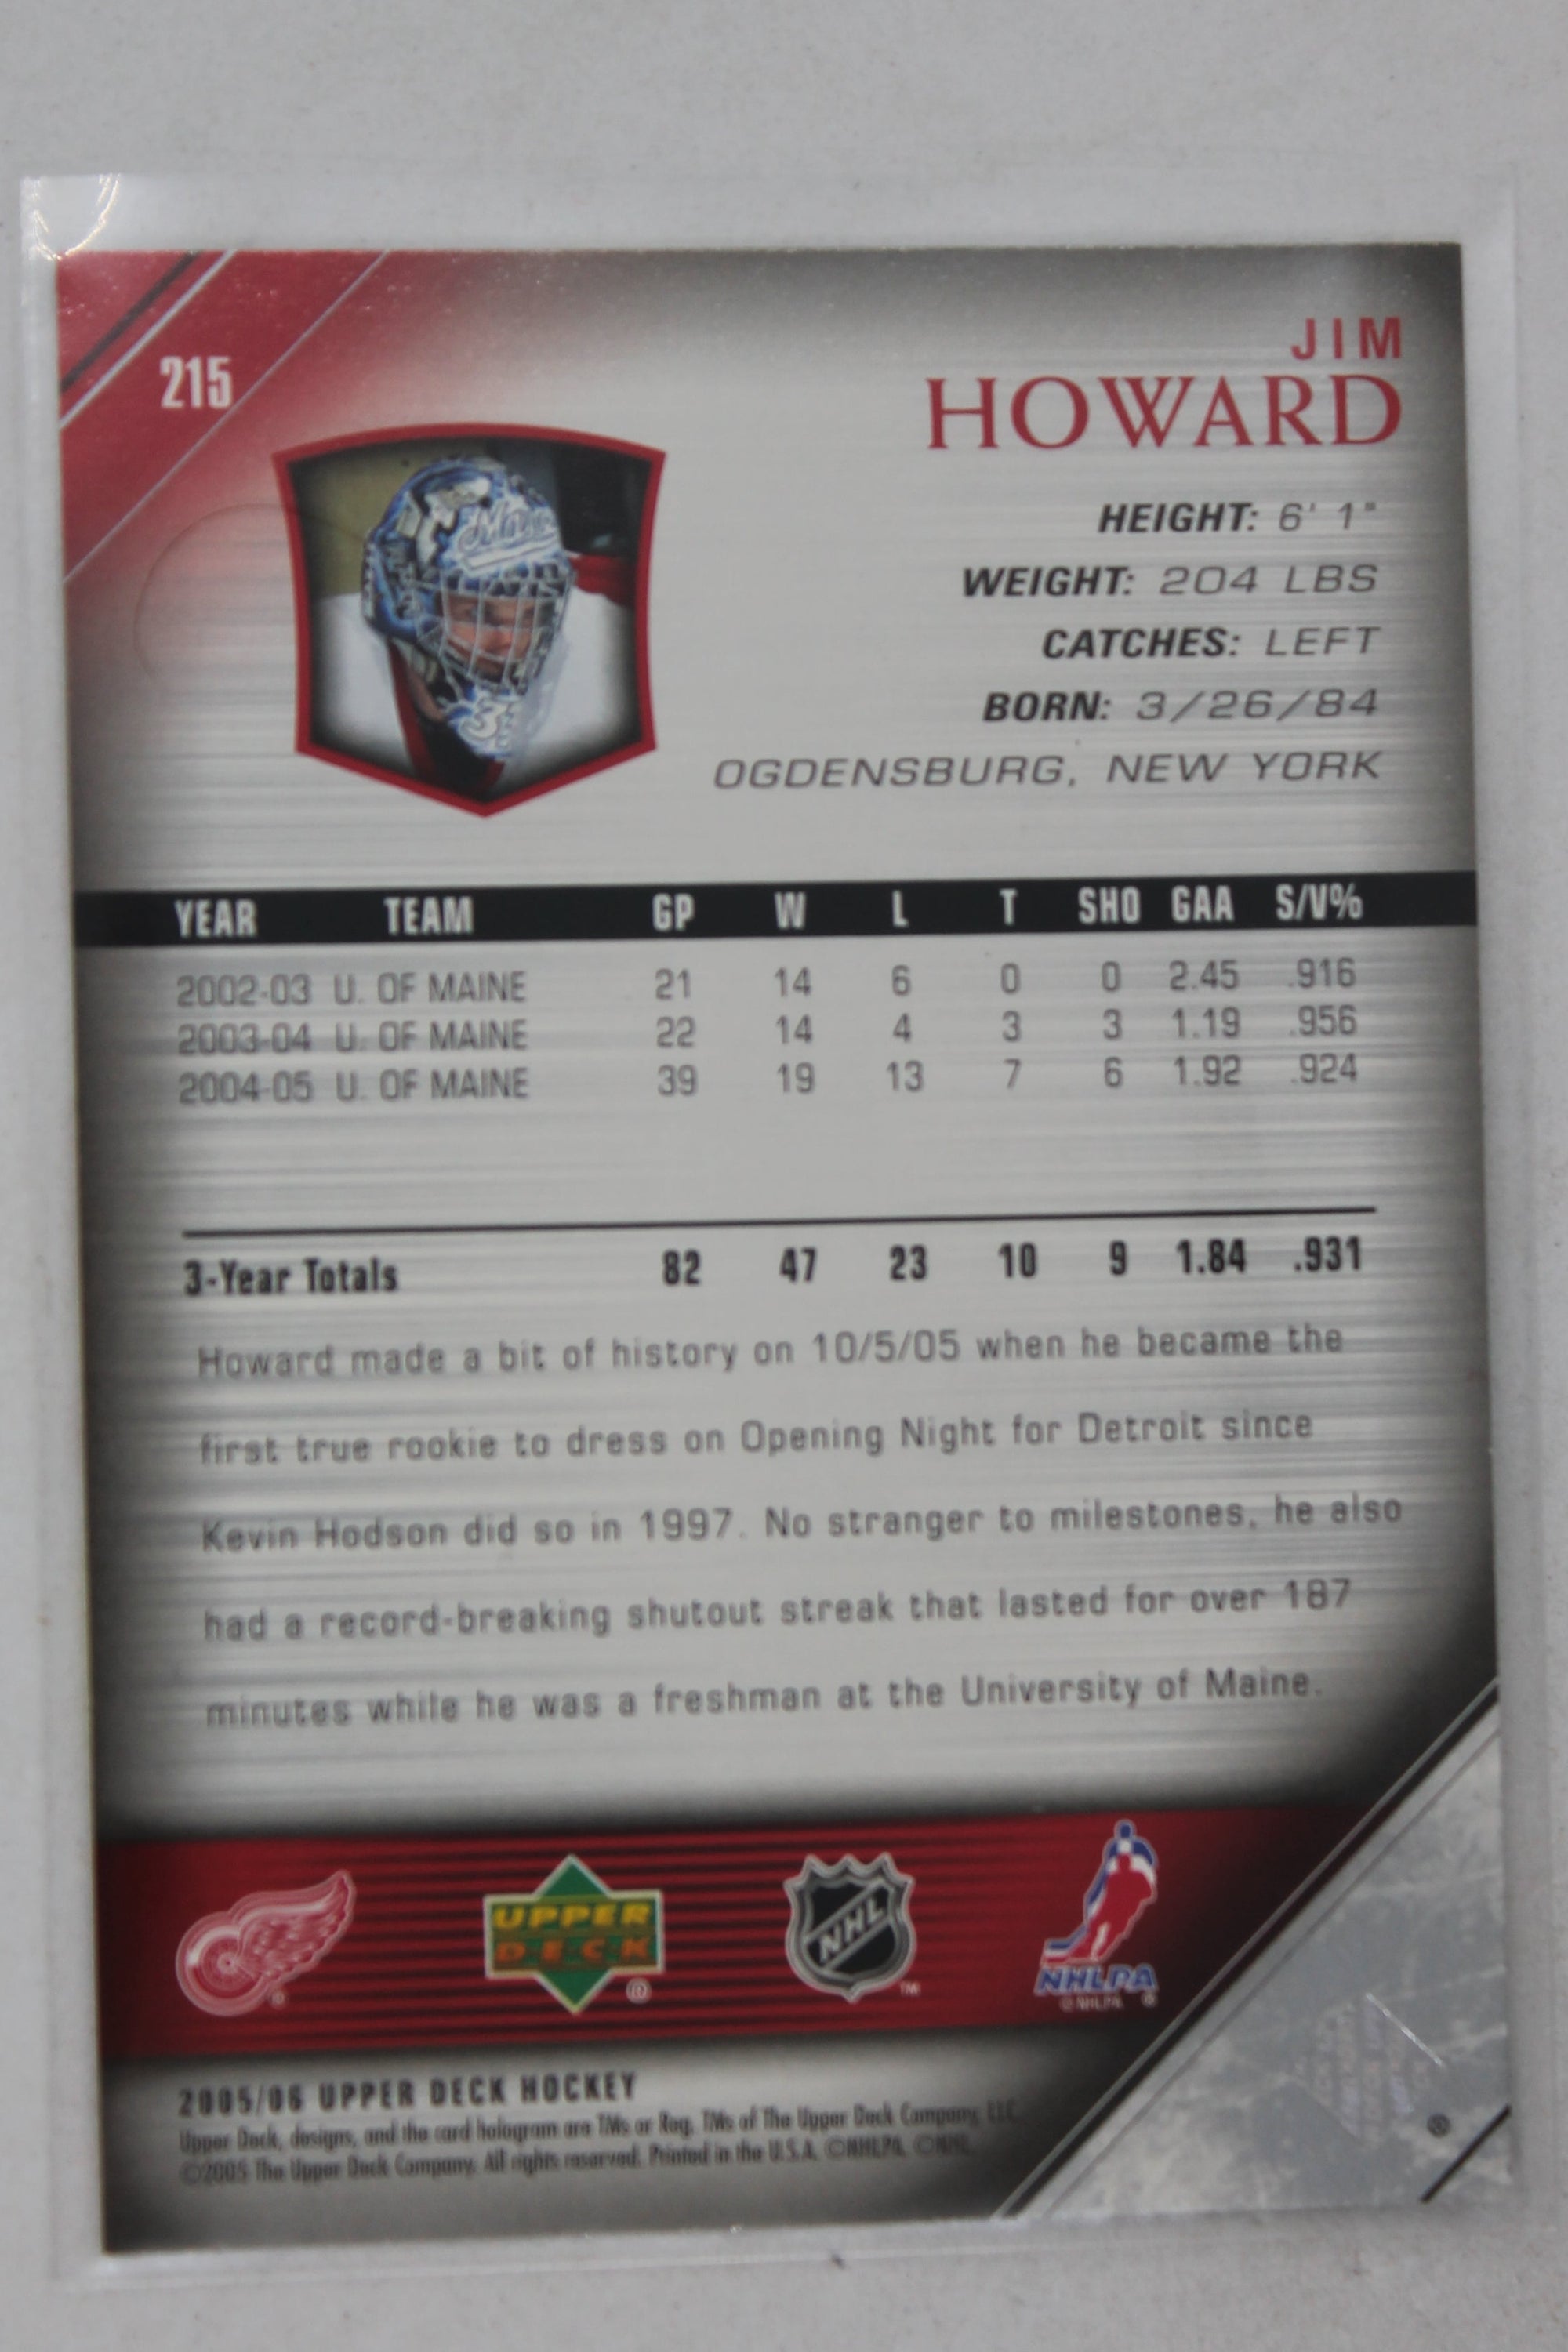 215
JIM
HOWARD
HEIGHT: 6' 1"
WEIGHT: 204 LBS
CATCHES: LEFT
BORN: 3/26/84
OGDENSBURG, NEW YORK
YEAR TEAM GP W L T SHO GAA S/V%
2002-03 U. OF MAINE 21 14 6 0 0 2.45 .916
2003-04 U. OF MAINE 22 14 4 3 3 1.19 .956
2004-05 U. OF MAINE 39 19 13 7 6 1.92 .924
3-Year Totals 82 47 23 10 9 1.84 .931
Howard made a bit of history on 10/5/05 when he became the
first true rookie to dress on Opening Night for Detroit since
Kevin Hodson did so in 1997. No stranger to milestones, he also
had a record-breaking shutout streak that lasted for over 187
minutes while he was a freshman at the University of Maine.
UPPER
DECK
®
NHL
TM
NHLPA
© NHLPA ®
2005/06 UPPER DECK HOCKEY
Upper Deck, designs, and the card hologram are TMs or Reg. TMs of The Upper Deck Company, LLC
©2005 The Upper Deck Company. All rights reserved. Printed in the U.S.A. ©NHLPA. ©NHL.
®